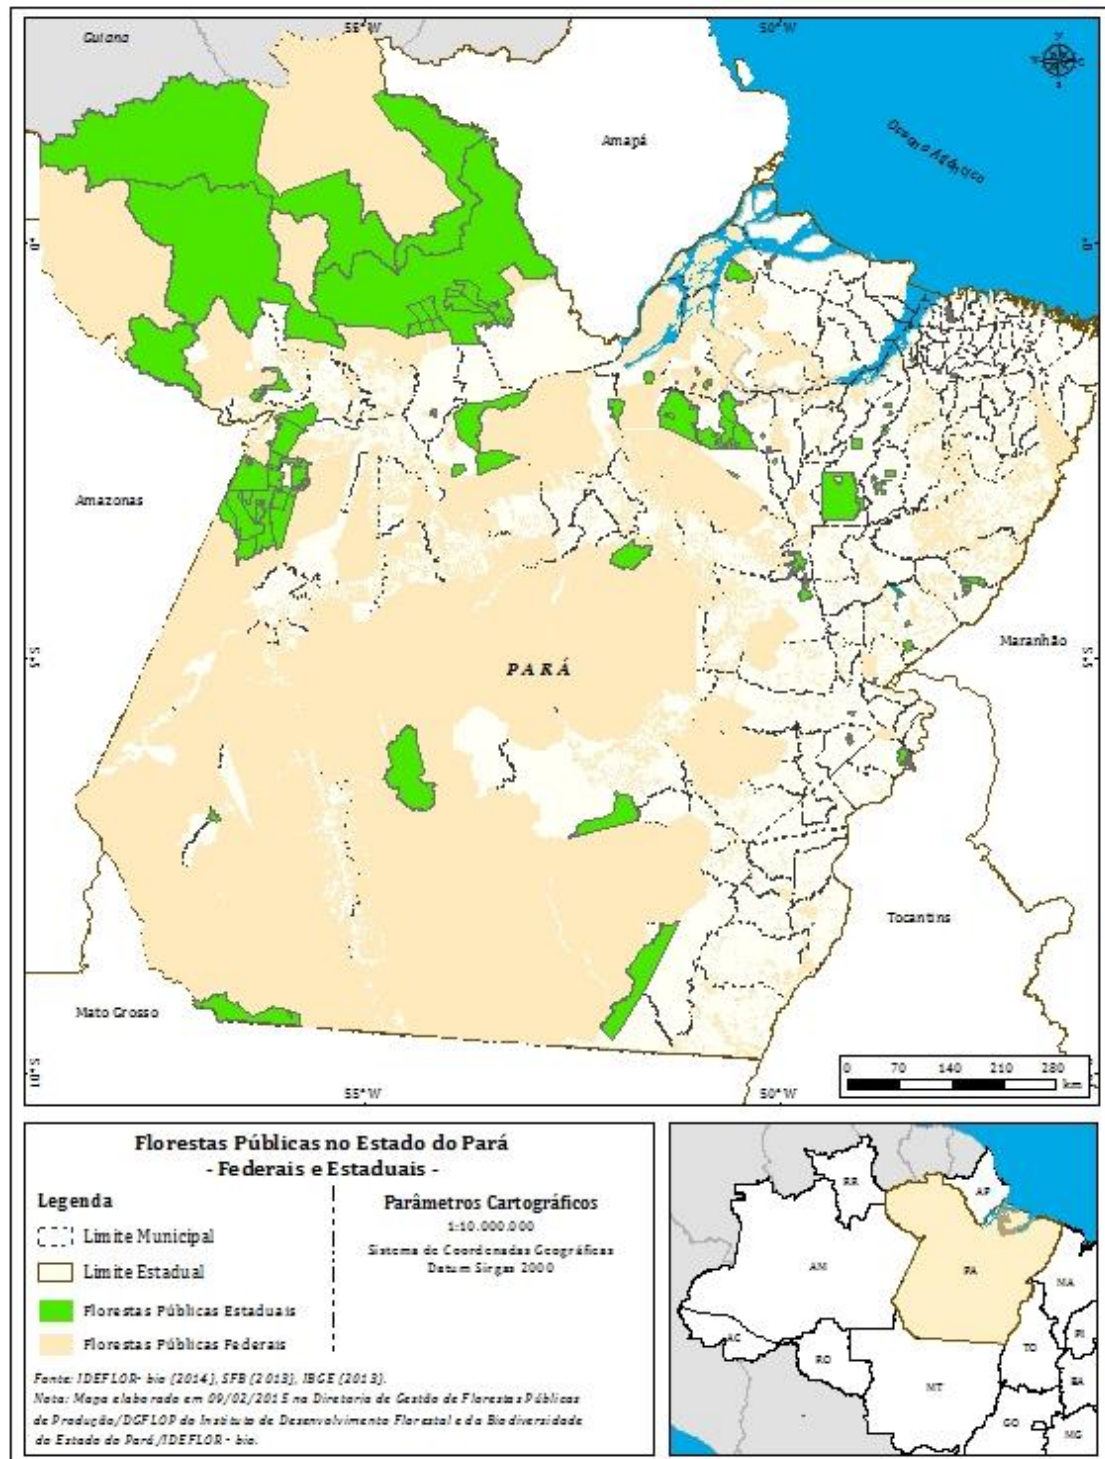 55°W
50°W
Guiana
Amapá
Oceano Atlântico
0°
0°
Amazonas
Maranhão
5°S
5°S
PARÁ
Tocantins
Mato Grosso
10°S
10°S
55°W
50°W
0 70 140 210 280
km
Florestas Públicas no Estado do Pará
- Federais e Estaduais -
Legenda
Limite Municipal
Limite Estadual
Florestas Públicas Estaduais
Florestas Públicas Federais
Parâmetros Cartográficos
1:10.000.000
Sistema de Coordenadas Geográficas
Datum Sirgas 2000
Fonte: IDEFLOR- bio (2014), SFB (2013), IBGE (2013).
Nota: Mapa elaborado em 09/02/2015 na Diretoria de Gestão de Florestas Públicas
de Produção/DGFLOP do Instituto de Desenvolvimento Florestal e da Biodiversidade
do Estado do Pará/IDEFLOR - bio.
RR
AP
AM
PA
MA
AC
RO
TO
PI
MT
BA
GO
MG